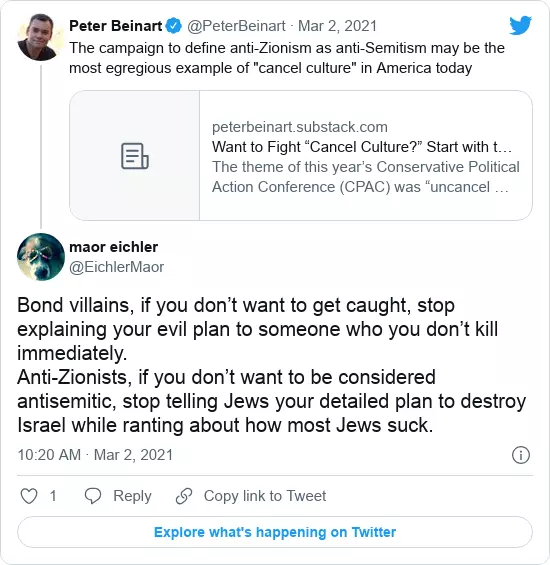 Peter Beinart @PeterBeinart · Mar 2, 2021
The campaign to define anti-Zionism as anti-Semitism may be the
most egregious example of "cancel culture" in America today
peterbeinart.substack.com
Want to Fight “Cancel Culture?” Start with t…
The theme of this year’s Conservative Political
Action Conference (CPAC) was “uncancel …
maor eichler
@EichlerMaor
Bond villains, if you don’t want to get caught, stop
explaining your evil plan to someone who you don’t kill
immediately.
Anti-Zionists, if you don’t want to be considered
antisemitic, stop telling Jews your detailed plan to destroy
Israel while ranting about how most Jews suck.
10:20 AM · Mar 2, 2021
1 Reply Copy link to Tweet
Explore what's happening on Twitter